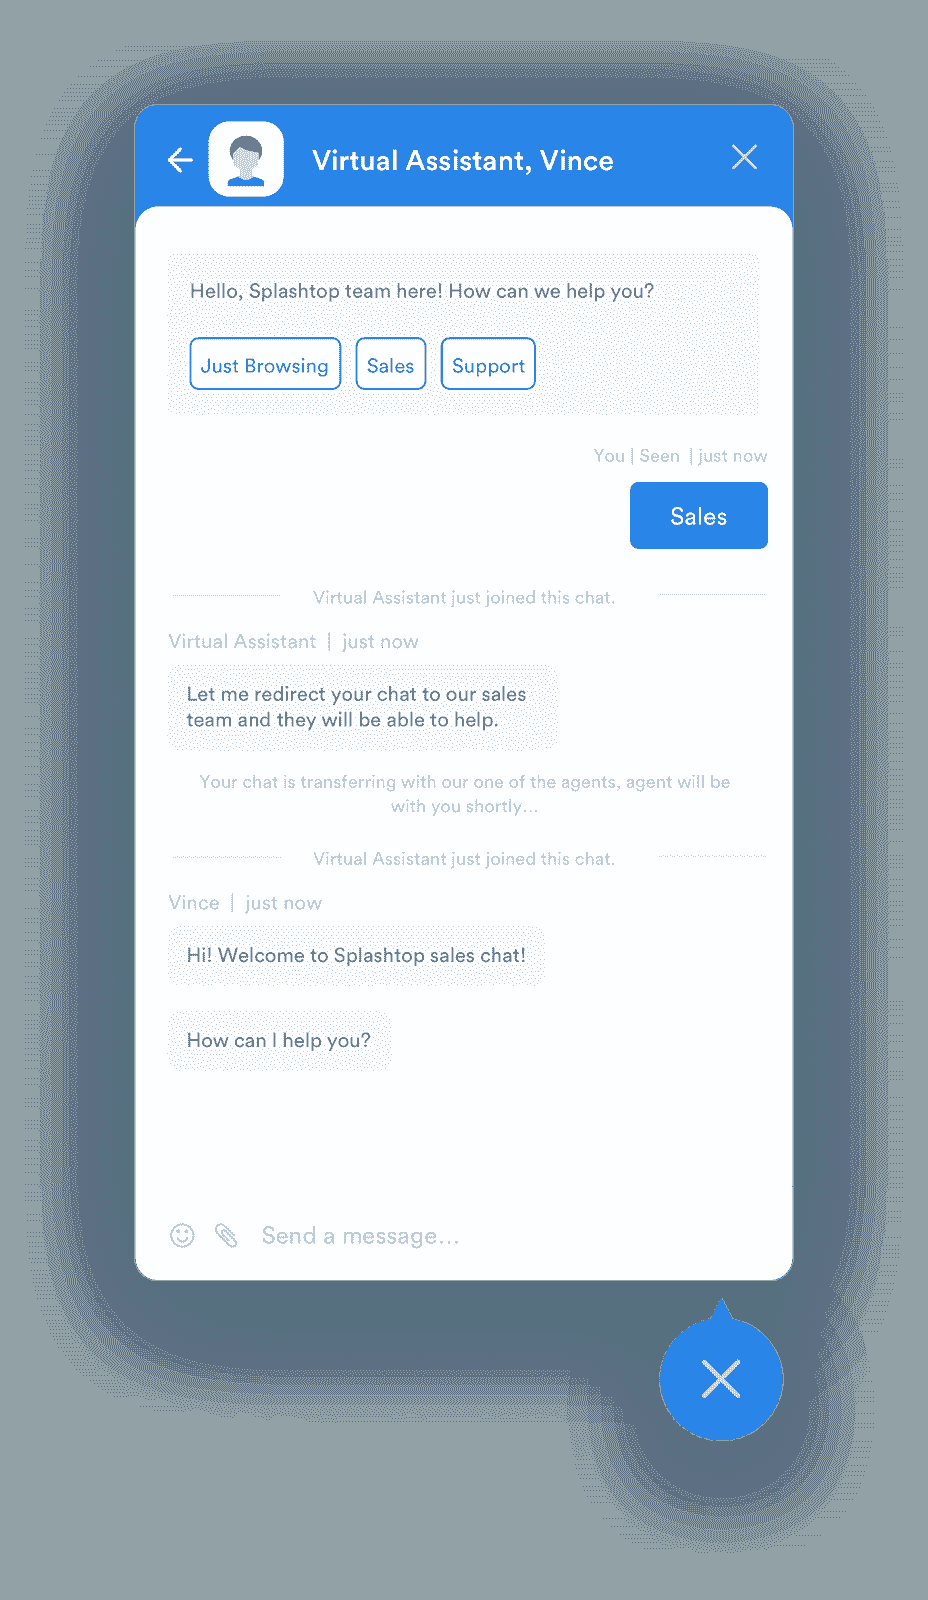 Virtual Assistant, Vince
Hello, Splashtop team here! How can we help you?
Just Browsing Sales Support
You | Seen | just now
Sales
Virtual Assistant just joined this chat.
Virtual Assistant | just now
Let me redirect your chat to our sales
team and they will be able to help.
Your chat is transferring with our one of the agents, agent will be
with you shortly...
Virtual Assistant just joined this chat.
Vince | just now
Hi! Welcome to Splashtop sales chat!
How can I help you?
Send a message...